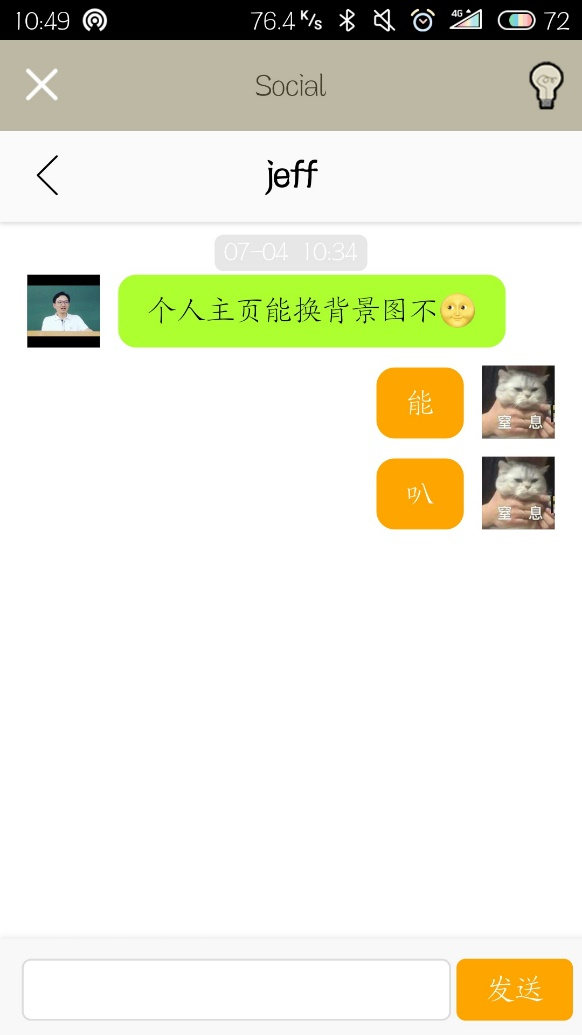 10:49 76.4 K/s 4G 72
Social
jeff
07-04 10:34
个人主页能换背景图不🌝
能
窒 息
叭
窒 息
发送